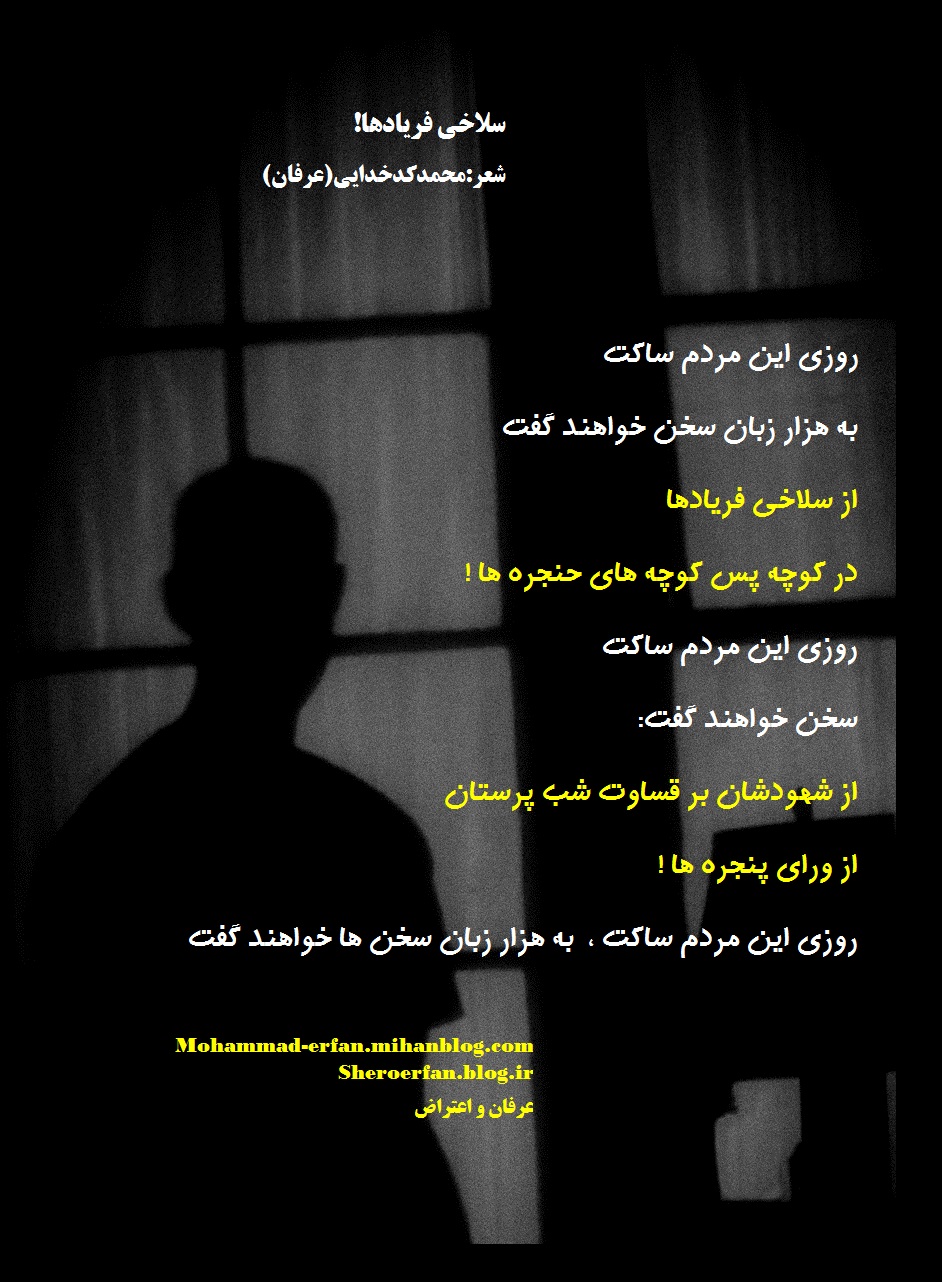 سلاخی فریادها!
شعر:محمدکدخدایی(عرفان)
روزی این مردم ساکت
به هزار زبان سخن خواهند گفت
از سلاخی فریادها
در کوچه پس کوچه های حنجره ها !
روزی این مردم ساکت
سخن خواهند گفت:
از شهودشان بر قساوت شب پرستان
از ورای پنجره ها !
روزی این مردم ساکت ، به هزار زبان سخن ها خواهند گفت
Mohammad-erfan.mihanblog.com
Sheroerfan.blog.ir
عرفان و اعتراض